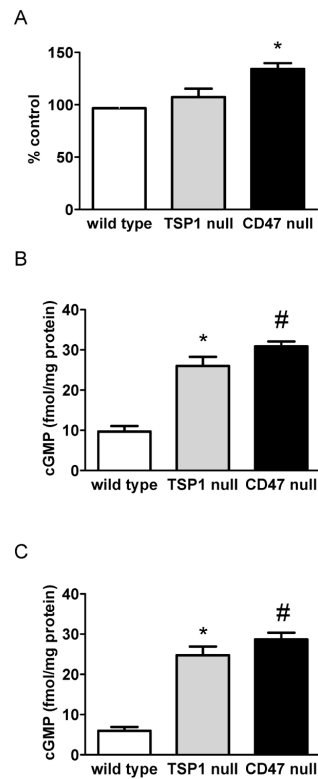 A
*
150
100
50
0
% control
wild type TSP1 null CD47 null
B
#
*
40
30
20
10
0
cGMP (fmol/mg protein)
wild type TSP1 null CD47 null
C
#
*
40
30
20
10
0
cGMP (fmol/mg protein)
wild type TSP1 null CD47 null